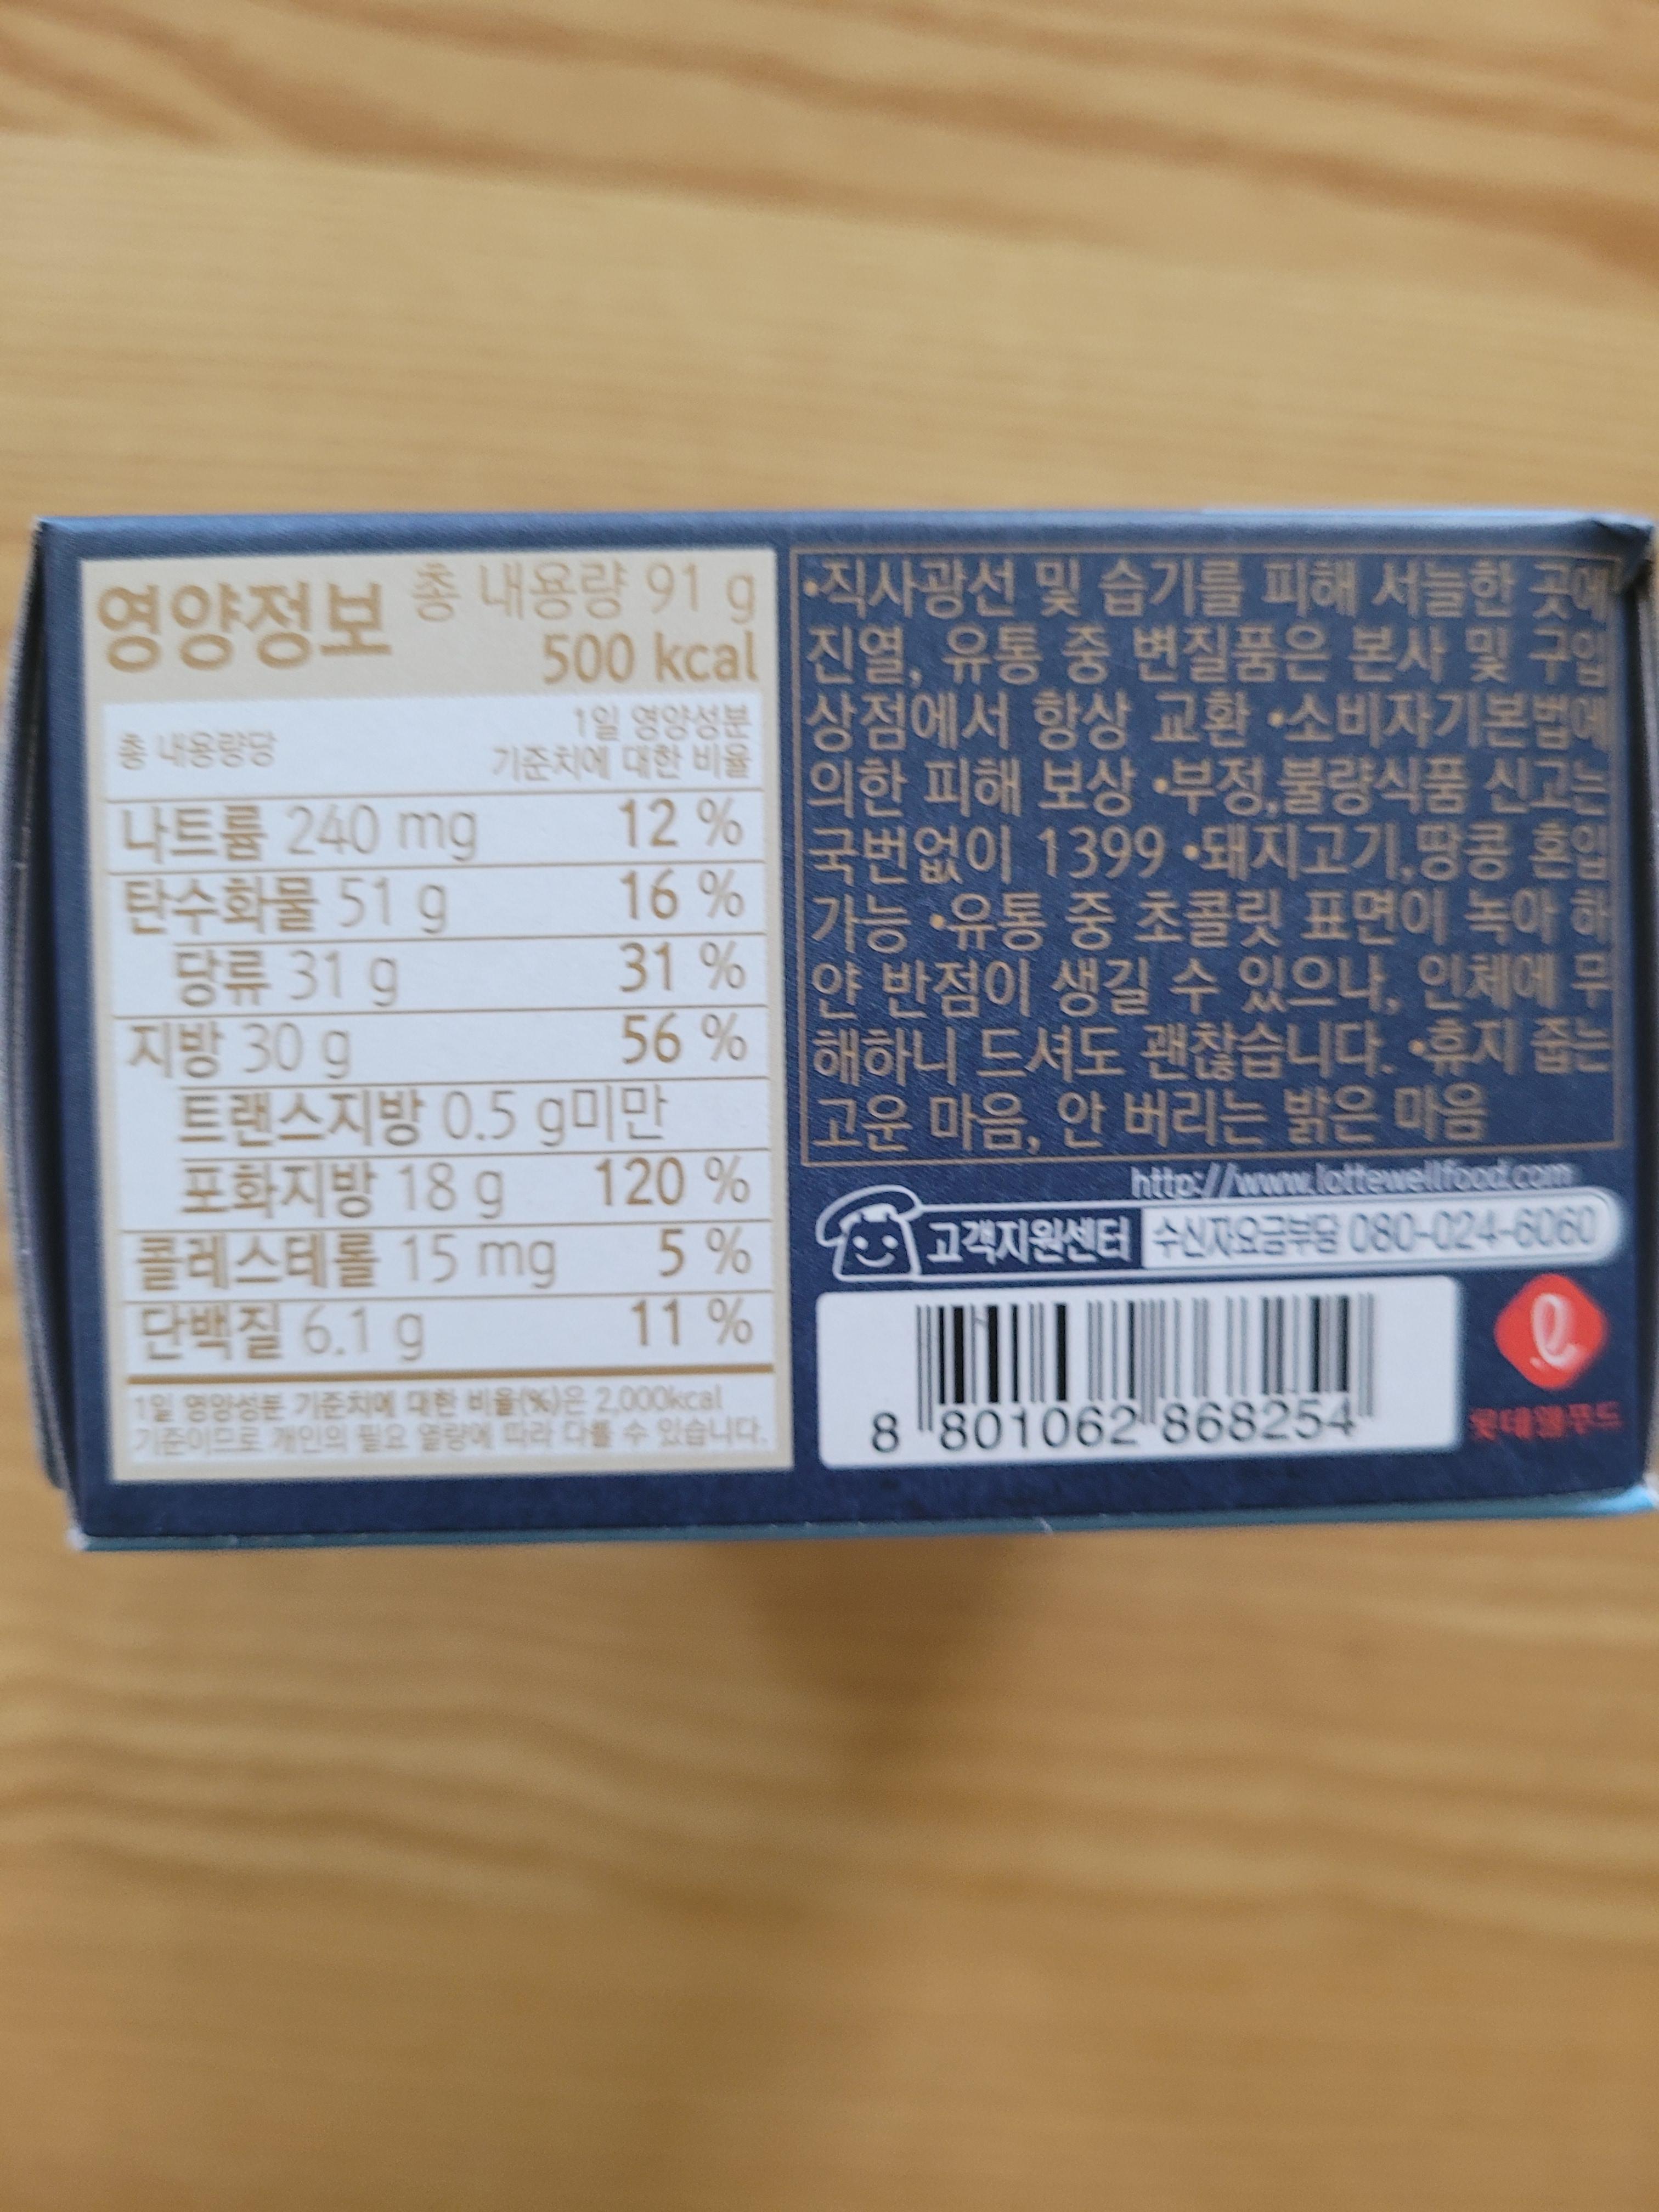 영양정보 총 내용량 91 g
500 kcal
총 내용량당 1일 영양성분
기준치에 대한 비율
나트륨 240 mg 12 %
탄수화물 51 g 16 %
당류 31 g 31 %
지방 30 g 56 %
트랜스지방 0.5 g미만
포화지방 18 g 120 %
콜레스테롤 15 mg 5 %
단백질 6.1 g 11 %
1일 영양성분 기준치에 대한 비율(%)은 2,000kcal
기준이므로 개인의 필요 열량에 따라 다를 수 있습니다.
•직사광선 및 습기를 피해 서늘한 곳에
진열, 유통 중 변질품은 본사 및 구입
상점에서 항상 교환 •소비자기본법에
의한 피해 보상 •부정,불량식품 신고는
국번없이 1399 •돼지고기,땅콩 혼입
가능 •유통 중 초콜릿 표면이 녹아 하
얀 반점이 생길 수 있으나, 인체에 무
해하니 드셔도 괜찮습니다. •휴지 줍는
고운 마음, 안 버리는 밝은 마음
http://www.lottewellfood.com
고객지원센터 수신자요금부담 080-024-6060
8 801062 868254
롯데웰푸드